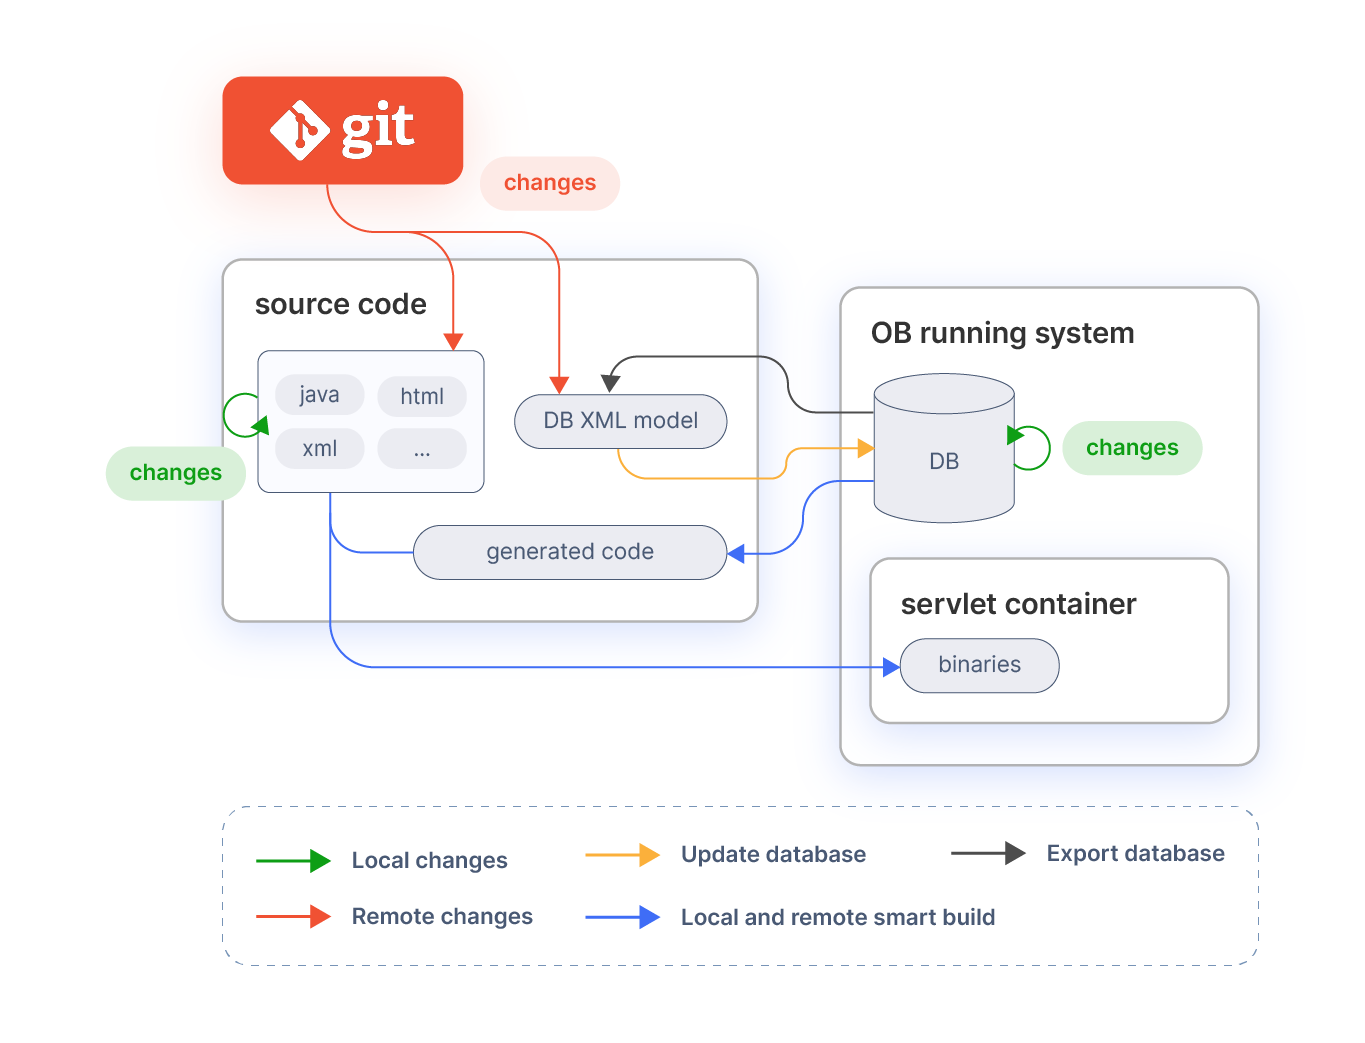 git
changes
source code
java
html
xml
...
DB XML model
changes
generated code
OB running system
DB
changes
servlet container
binaries
Local changes
Update database
Export database
Remote changes
Local and remote smart build